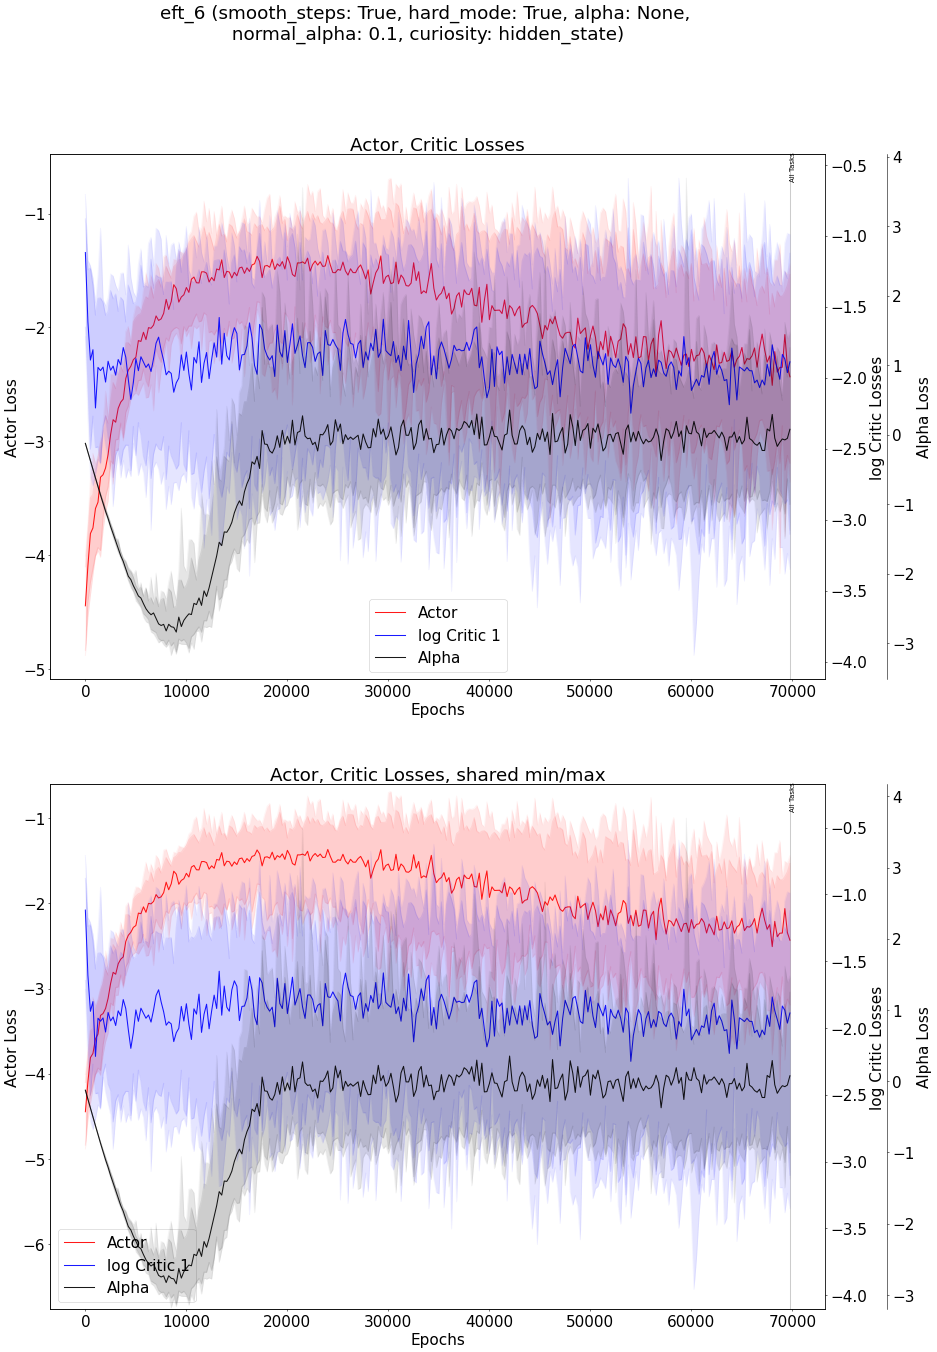 eft_6 (smooth_steps: True, hard_mode: True, alpha: None,
normal_alpha: 0.1, curiosity: hidden_state)
Actor, Critic Losses
All Tasks
−1
−2
−3
−4
−5
Actor Loss
−0.5
−1.0
−1.5
−2.0
−2.5
−3.0
−3.5
−4.0
log Critic Losses
4
3
2
1
0
−1
−2
−3
Alpha Loss
Actor
log Critic 1
Alpha
0 10000 20000 30000 40000 50000 60000 70000
Epochs
Actor, Critic Losses, shared min/max
All Tasks
−1
−2
−3
−4
−5
−6
Actor Loss
−0.5
−1.0
−1.5
−2.0
−2.5
−3.0
−3.5
−4.0
log Critic Losses
4
3
2
1
0
−1
−2
−3
Alpha Loss
Actor
log Critic 1
Alpha
0 10000 20000 30000 40000 50000 60000 70000
Epochs